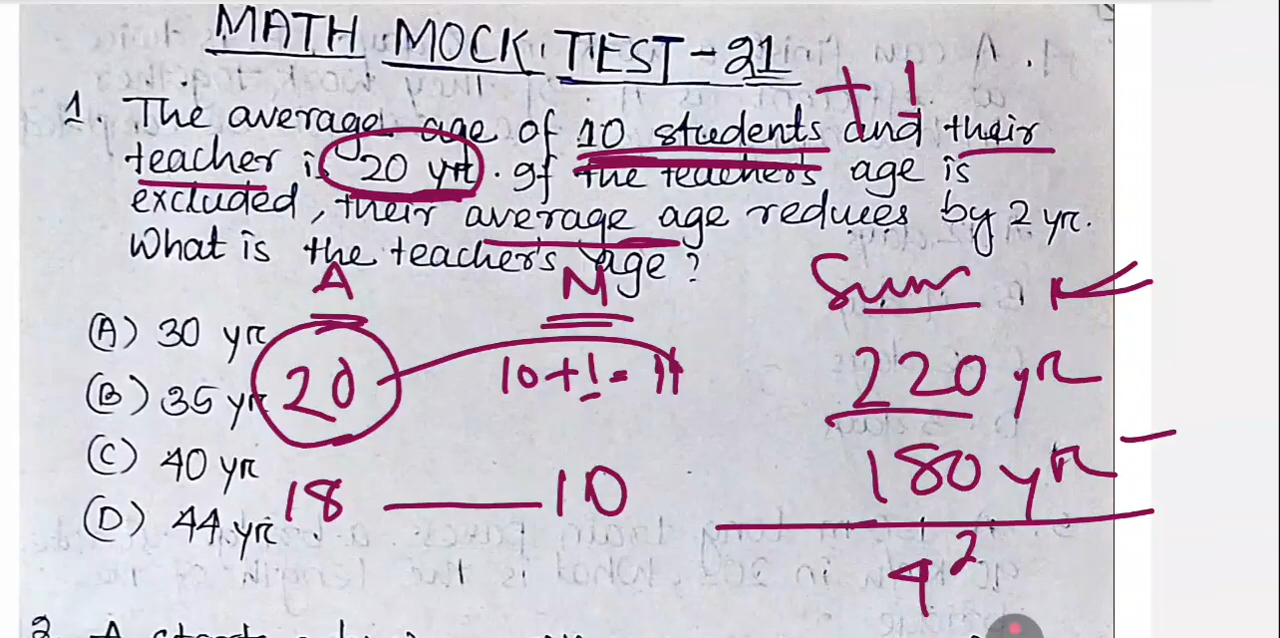 MATH MOCK TEST-21
+1
1. The average age of 10 students and their
teacher is 20 yr. If the teacher's age is
excluded, their average age reduces by 2 yr.
What is the teacher's age?
A M Sum
(A) 30 yr
20 10+1=11 220 yr
(B) 35 yr
(C) 40 yr
18 — 10 180 yr
(D) 44 yr
2. A